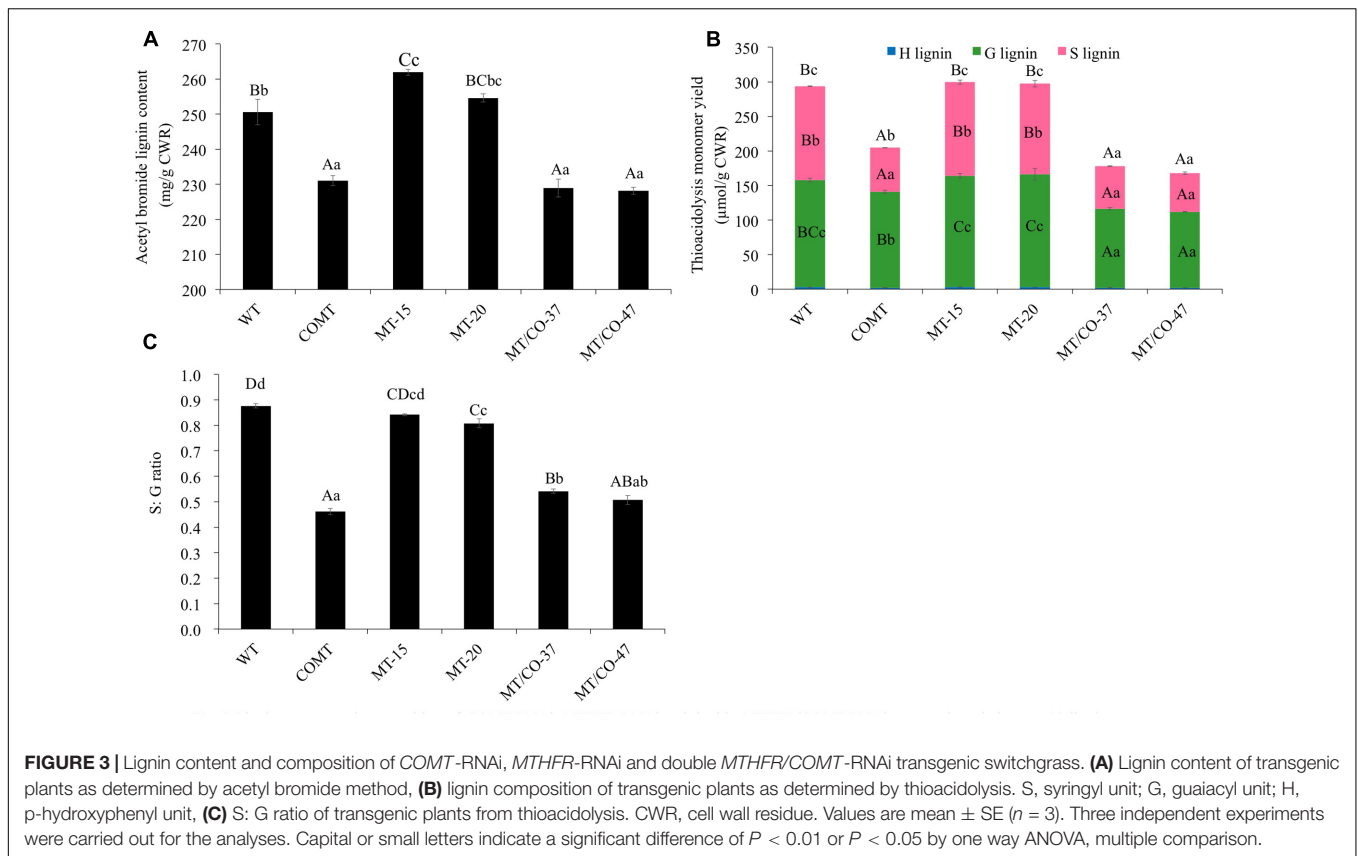 A
Acetyl bromide lignin content
(mg/g CWR)
270
260
250
240
230
220
210
200
Bb
Aa
Cc
BCbc
Aa
Aa
WT
COMT
MT-15
MT-20
MT/CO-37
MT/CO-47
B
Thioacidolysis monomer yield
(µmol/g CWR)
350
300
250
200
150
100
50
0
H lignin G lignin S lignin
Bc
Ab
Bc
Bc
Aa
Aa
Bb
Aa
Bb
Bb
Aa
Aa
BCc
Bb
Cc
Cc
Aa
Aa
WT
COMT
MT-15
MT-20
MT/CO-37
MT/CO-47
C
S: G ratio
1.0
0.9
0.8
0.7
0.6
0.5
0.4
0.3
0.2
0.1
0.0
Dd
Aa
CDcd
Cc
Bb
ABab
WT
COMT
MT-15
MT-20
MT/CO-37
MT/CO-47
FIGURE 3 | Lignin content and composition of COMT-RNAi, MTHFR-RNAi and double MTHFR/COMT-RNAi transgenic switchgrass. (A) Lignin content of transgenic
plants as determined by acetyl bromide method, (B) lignin composition of transgenic plants as determined by thioacidolysis. S, syringyl unit; G, guaiacyl unit; H,
p-hydroxyphenyl unit, (C) S: G ratio of transgenic plants from thioacidolysis. CWR, cell wall residue. Values are mean ± SE (n = 3). Three independent experiments
were carried out for the analyses. Capital or small letters indicate a significant difference of P < 0.01 or P < 0.05 by one way ANOVA, multiple comparison.